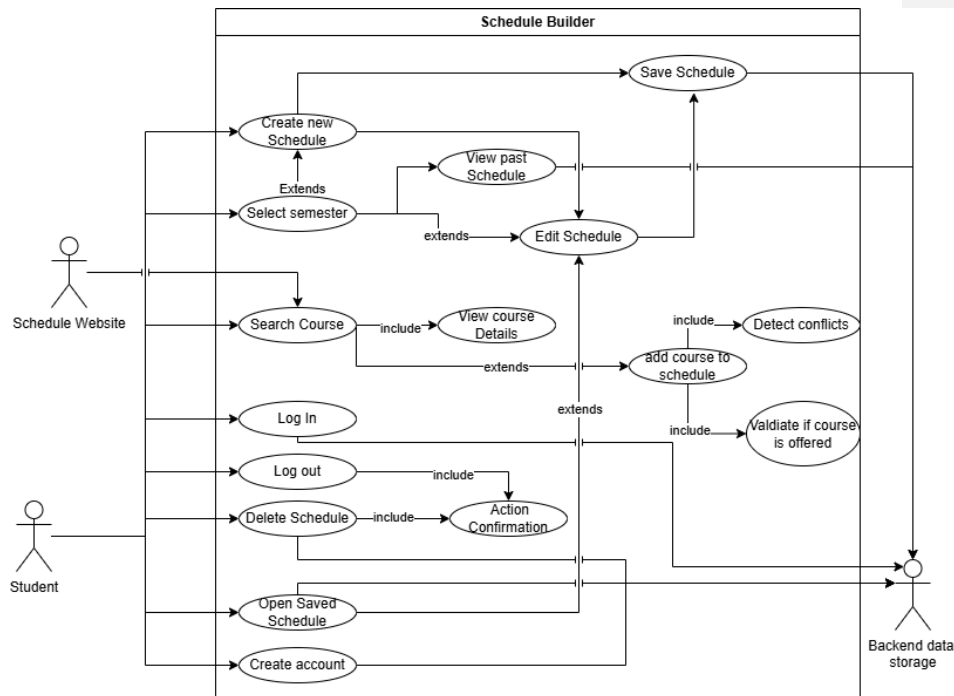 Schedule Builder
Save Schedule
Create new
Schedule
View past
Schedule
Extends
Select semester
extends
Edit Schedule
Schedule Website
Search Course
include
View course
Details
include
Detect conflicts
extends
add course to
schedule
extends
Log In
include
Valdiate if course
is offered
Log out
include
Delete Schedule
include
Action
Confirmation
Student
Open Saved
Schedule
Backend data
storage
Create account